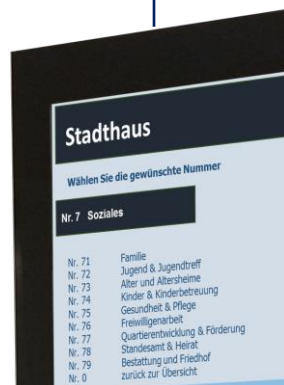 Stadthaus
Wählen Sie die gewünschte Nummer
Nr. 7 Soziales
Nr. 71 Familie
Nr. 72 Jugend & Jugendtreff
Nr. 73 Alter und Altersheime
Nr. 74 Kinder & Kinderbetreuung
Nr. 75 Gesundheit & Pflege
Nr. 76 Freiwilligenarbeit
Nr. 77 Quartierentwicklung & Förderung
Nr. 78 Standesamt & Heirat
Nr. 79 Bestattung und Friedhof
Nr. 0 zurück zur Übersicht